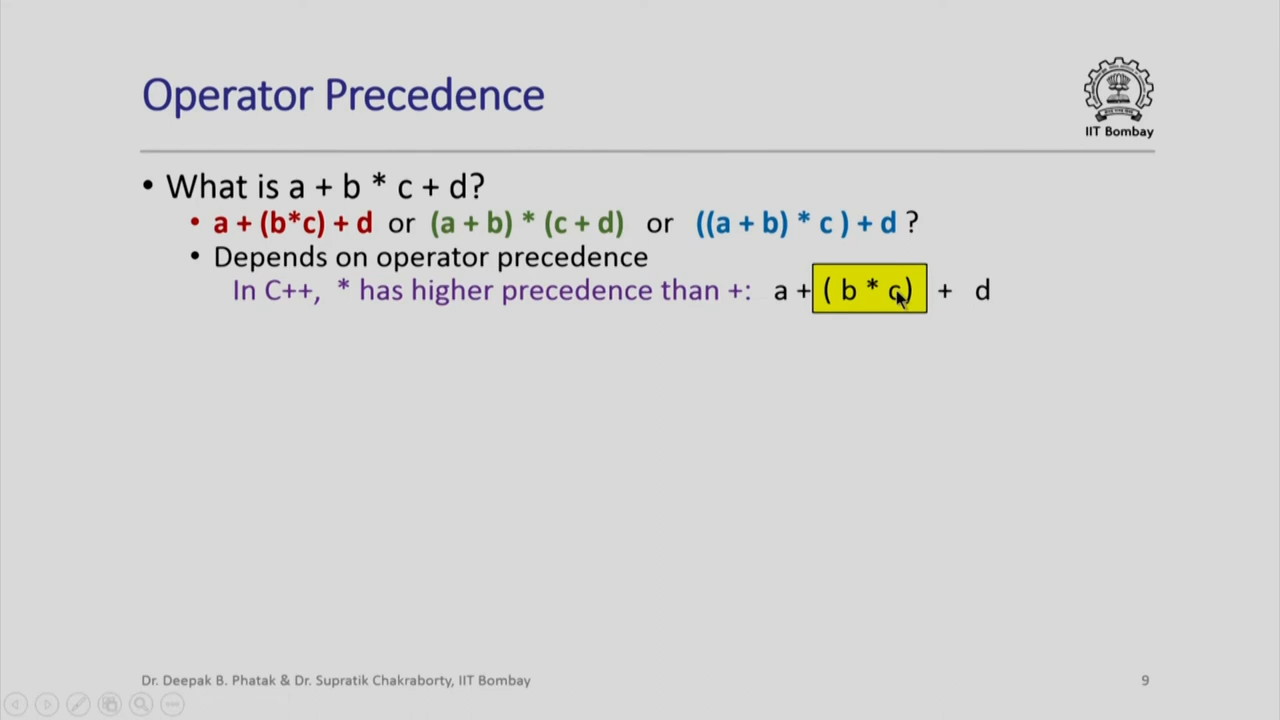 Operator Precedence
IIT Bombay
• What is a + b * c + d?
• a + (b*c) + d or (a + b) * (c + d) or ((a + b) * c ) + d ?
• Depends on operator precedence
In C++, * has higher precedence than +: a + ( b * c) + d
Dr. Deepak B. Phatak & Dr. Supratik Chakraborty, IIT Bombay
9